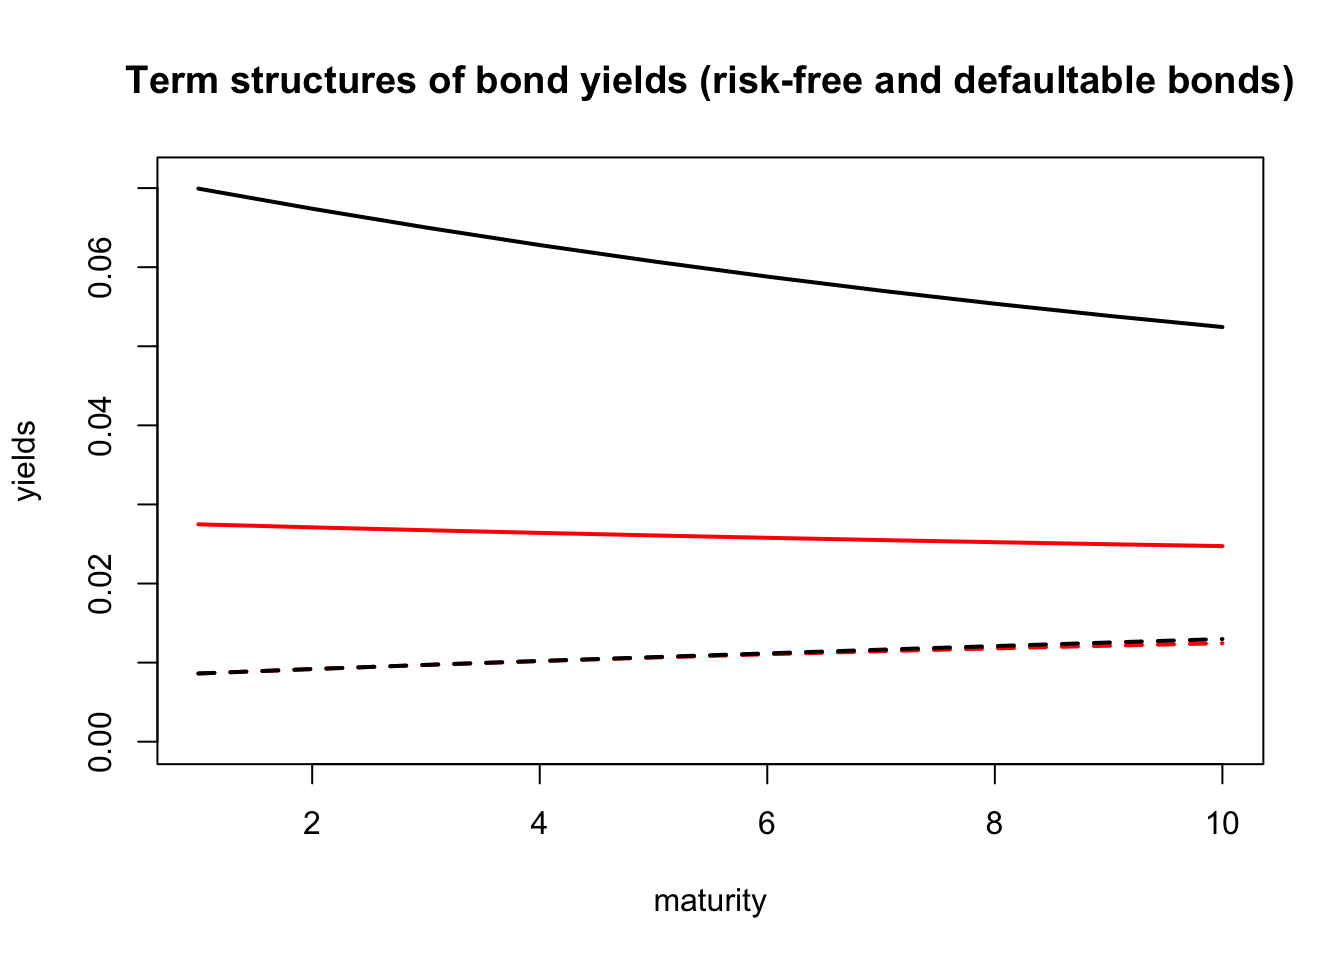 Term structures of bond yields (risk-free and defaultable bonds)
yields
0.06
0.04
0.02
0.00
2 4 6 8 10
maturity